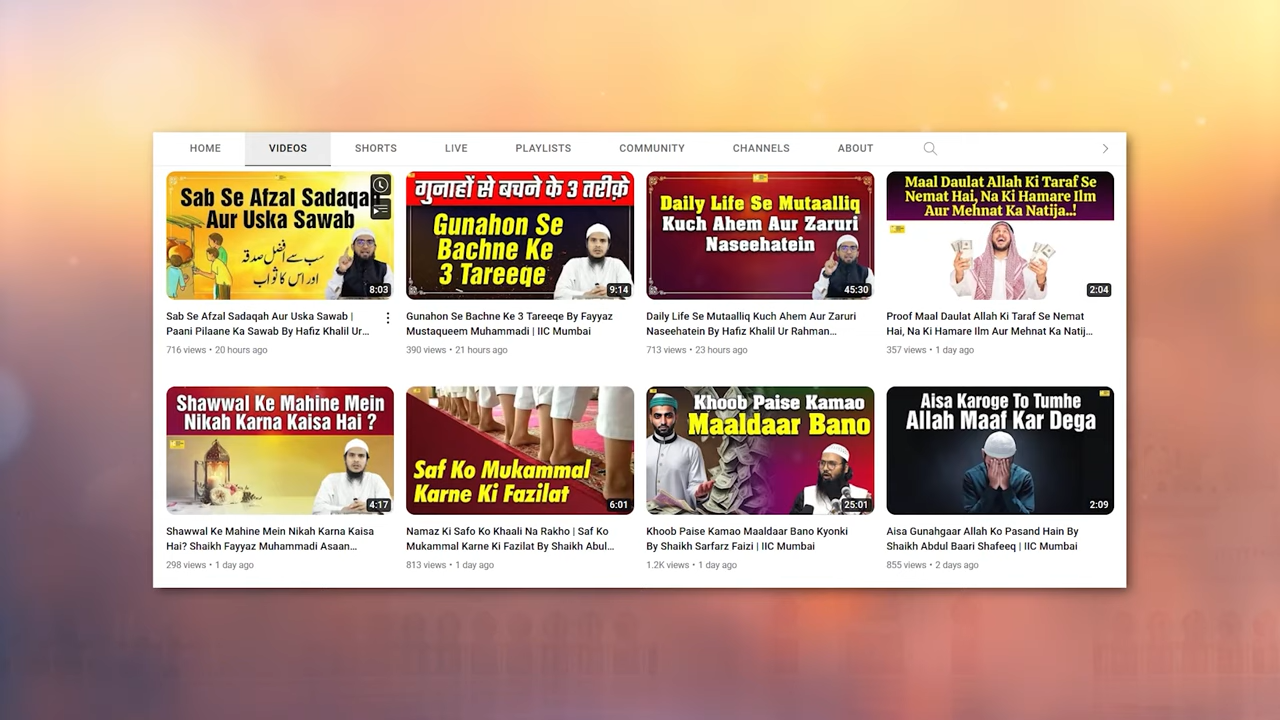 HOME VIDEOS SHORTS LIVE PLAYLISTS COMMUNITY CHANNELS ABOUT
Sab Se Afzal Sadaqah
Aur Uska Sawab
سب سے افضل صدقہ
اور اس کا ثواب
8:03
Sab Se Afzal Sadaqah Aur Uska Sawab |
Paani Pilaane Ka Sawab By Hafiz Khalil Ur...
716 views • 20 hours ago
गुनाहों से बचने के 3 तरीक़े
Gunahon Se
Bachne Ke
3 Tareeqe
9:14
Gunahon Se Bachne Ke 3 Tareeqe By Fayyaz
Mustaqueem Muhammadi | IIC Mumbai
390 views • 21 hours ago
Daily Life Se Mutaalliq
Kuch Ahem Aur Zaruri
Naseehatein
45:30
Daily Life Se Mutaalliq Kuch Ahem Aur Zaruri
Naseehatein By Hafiz Khalil Ur Rahman...
713 views • 23 hours ago
Maal Daulat Allah Ki Taraf Se
Nemat Hai, Na Ki Hamare Ilm
Aur Mehnat Ka Natija..!
2:04
Proof Maal Daulat Allah Ki Taraf Se Nemat
Hai, Na Ki Hamare Ilm Aur Mehnat Ka Natij...
357 views • 1 day ago
Shawwal Ke Mahine Mein
Nikah Karna Kaisa Hai ?
4:17
Shawwal Ke Mahine Mein Nikah Karna Kaisa
Hai? Shaikh Fayyaz Muhammadi Asaan...
298 views • 1 day ago
Saf Ko Mukammal
Karne Ki Fazilat
6:01
Namaz Ki Safo Ko Khaali Na Rakho | Saf Ko
Mukammal Karne Ki Fazilat By Shaikh Abul...
813 views • 1 day ago
Khoob Paise Kamao
Maaldaar Bano
25:01
Khoob Paise Kamao Maaldaar Bano Kyonki
By Shaikh Sarfarz Faizi | IIC Mumbai
1.2K views • 1 day ago
Aisa Karoge To Tumhe
Allah Maaf Kar Dega
2:09
Aisa Gunahgaar Allah Ko Pasand Hain By
Shaikh Abdul Baari Shafeeq | IIC Mumbai
855 views • 2 days ago